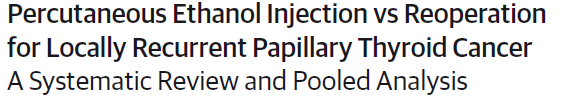 Percutaneous Ethanol Injection vs Reoperation
for Locally Recurrent Papillary Thyroid Cancer
A Systematic Review and Pooled Analysis